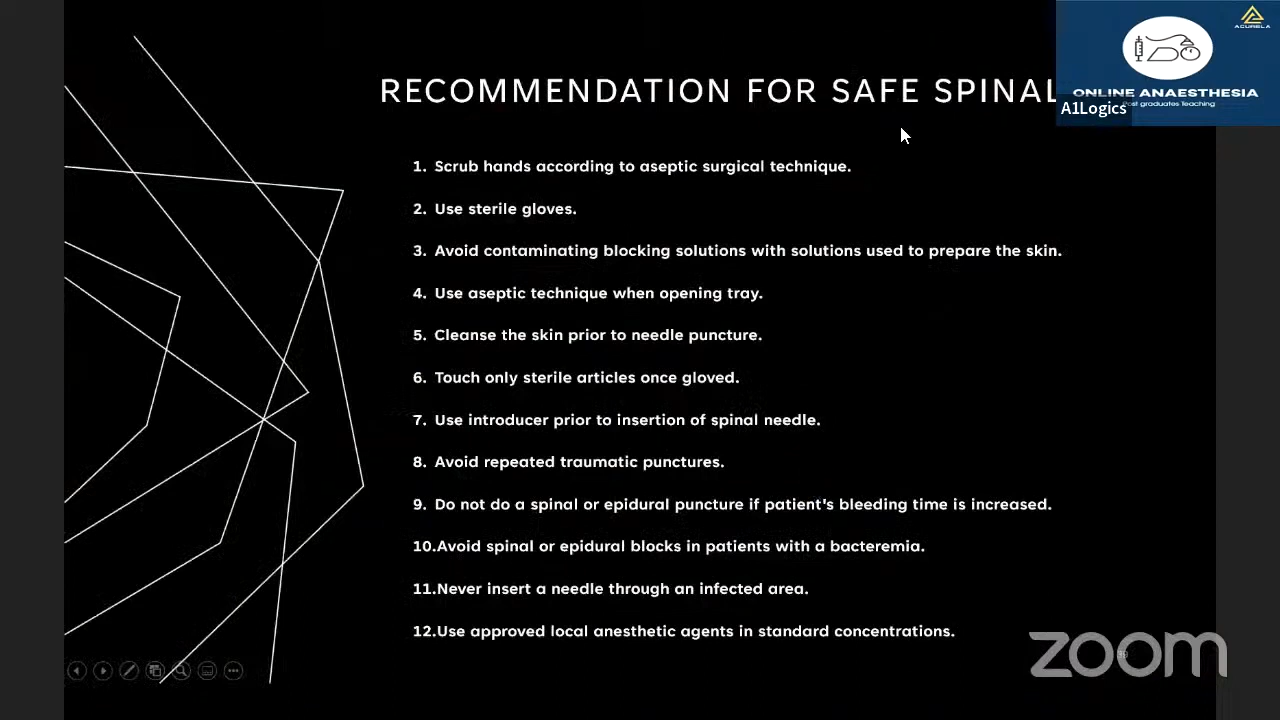 ACURELA
RECOMMENDATION FOR SAFE SPINAL
ONLINE ANAESTHESIA
Post graduates Teaching
A1Logics
1. Scrub hands according to aseptic surgical technique.
2. Use sterile gloves.
3. Avoid contaminating blocking solutions with solutions used to prepare the skin.
4. Use aseptic technique when opening tray.
5. Cleanse the skin prior to needle puncture.
6. Touch only sterile articles once gloved.
7. Use introducer prior to insertion of spinal needle.
8. Avoid repeated traumatic punctures.
9. Do not do a spinal or epidural puncture if patient's bleeding time is increased.
10.Avoid spinal or epidural blocks in patients with a bacteremia.
11.Never insert a needle through an infected area.
12.Use approved local anesthetic agents in standard concentrations.
zoom